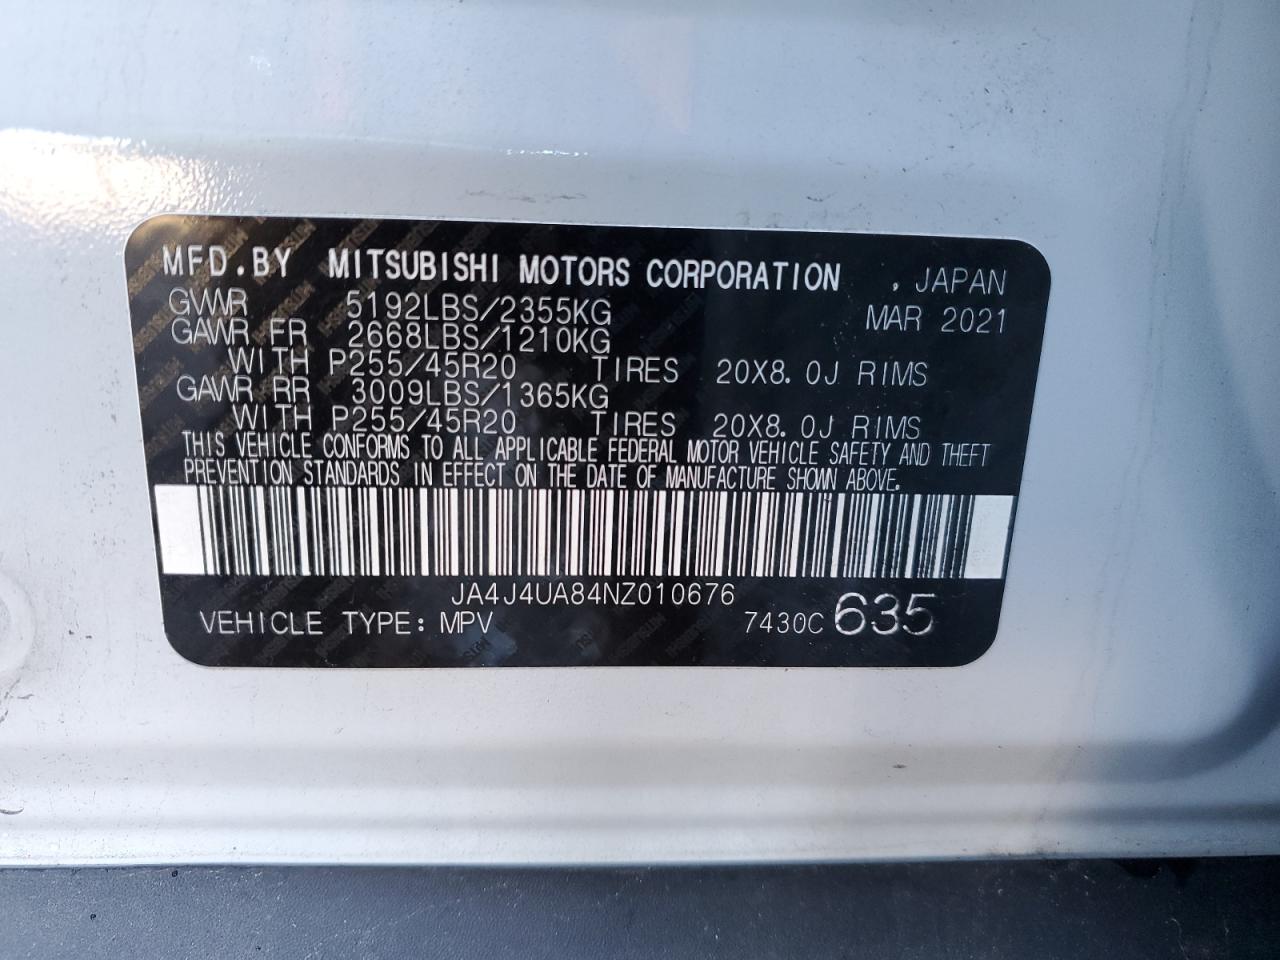 MFD.BY MITSUBISHI MOTORS CORPORATION , JAPAN
GVWR 5192LBS/2355KG MAR 2021
GAWR FR 2668LBS/1210KG
WITH P255/45R20 TIRES 20X8.0J RIMS
GAWR RR 3009LBS/1365KG
WITH P255/45R20 TIRES 20X8.0J RIMS
THIS VEHICLE CONFORMS TO ALL APPLICABLE FEDERAL MOTOR VEHICLE SAFETY AND THEFT
PREVENTION STANDARDS IN EFFECT ON THE DATE OF MANUFACTURE SHOWN ABOVE.
JA4J4UA84NZ010676
VEHICLE TYPE: MPV 7430C 635